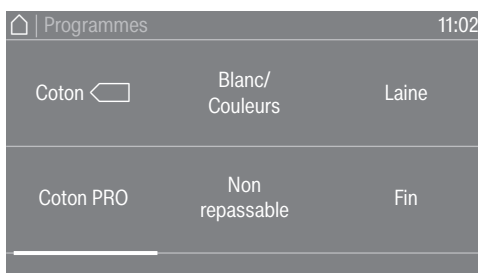 | Programmes 11:02
Coton
Blanc/
Couleurs
Laine
Coton PRO
Non
repassable
Fin